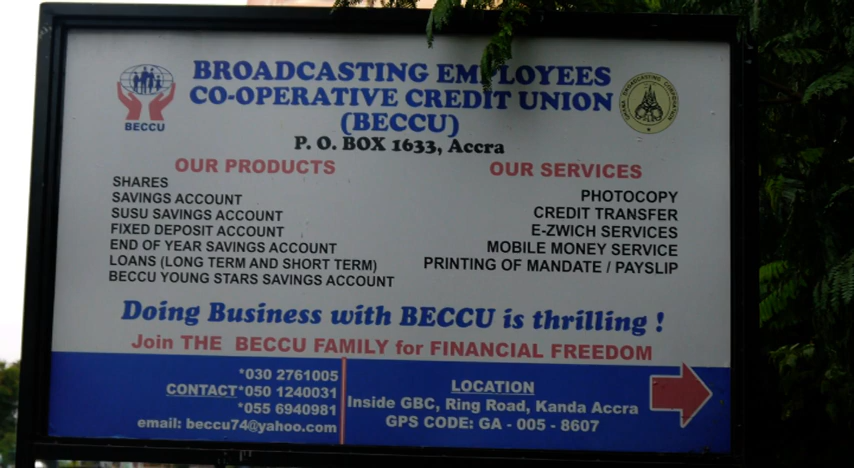 BROADCASTING EMPLOYEES
CO-OPERATIVE CREDIT UNION
(BECCU)
P. O. BOX 1633, Accra
BECCU
GHANA BROADCASTING CORPORATION
OUR PRODUCTS
SHARES
SAVINGS ACCOUNT
SUSU SAVINGS ACCOUNT
FIXED DEPOSIT ACCOUNT
END OF YEAR SAVINGS ACCOUNT
LOANS (LONG TERM AND SHORT TERM)
BECCU YOUNG STARS SAVINGS ACCOUNT
OUR SERVICES
PHOTOCOPY
CREDIT TRANSFER
E-ZWICH SERVICES
MOBILE MONEY SERVICE
PRINTING OF MANDATE / PAYSLIP
Doing Business with BECCU is thrilling !
Join THE BECCU FAMILY for FINANCIAL FREEDOM
*030 2761005
CONTACT*050 1240031
*055 6940981
email: beccu74@yahoo.com
LOCATION
Inside GBC, Ring Road, Kanda Accra
GPS CODE: GA - 005 - 8607